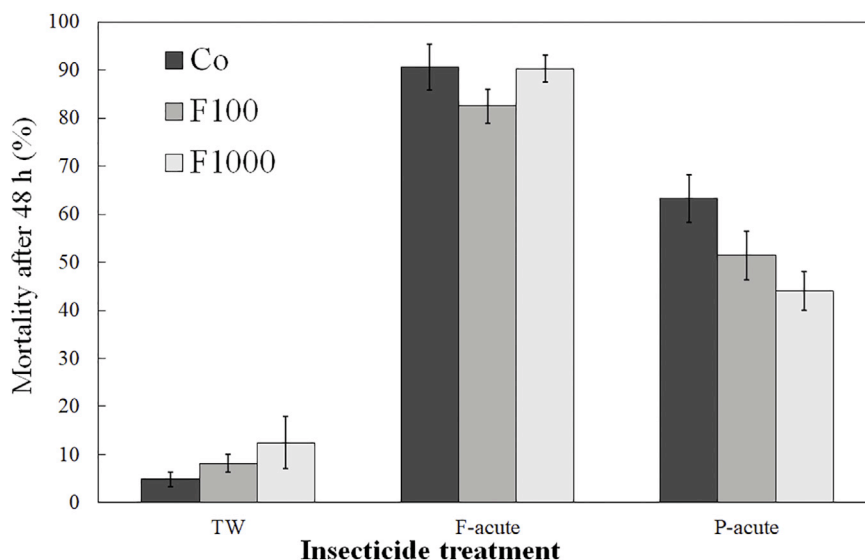 Mortality after 48 h (%)
100
90
80
70
60
50
40
30
20
10
0
Co
F100
F1000
TW F-acute P-acute
Insecticide treatment